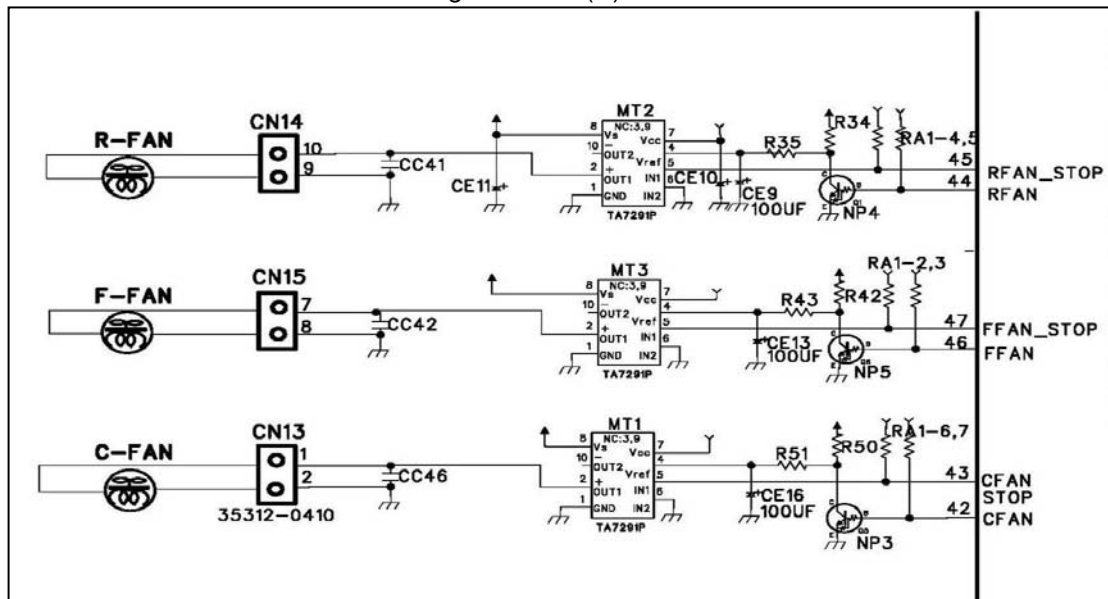 R-FAN
CN14
10
9
CC41
CE11
MT2
NC:3,9
8 Vs Vcc 7
10 OUT2 4
Vref 5
2 OUT1 IN1 6
1 GND IN2
TA7291P
CE10
CE9
100UF
R35
R34
RA1-4,5
NP4
45 RFAN_STOP
44 RFAN
F-FAN
CN15
7
8
CC42
MT3
NC:3,9
8 Vs Vcc 7
10 OUT2 4
Vref 5
2 OUT1 IN1 6
1 GND IN2
TA7291P
CE13
100UF
R43
R42
RA1-2,3
NP5
47 FFAN_STOP
46 FFAN
C-FAN
CN13
1
2
35312-0410
CC46
MT1
NC:3,9
8 Vs Vcc 7
10 OUT2 4
Vref 5
2 OUT1 IN1 6
1 GND IN2
TA7291P
CE16
100UF
R51
R50
RA1-6,7
NP3
43 CFAN
STOP
42 CFAN